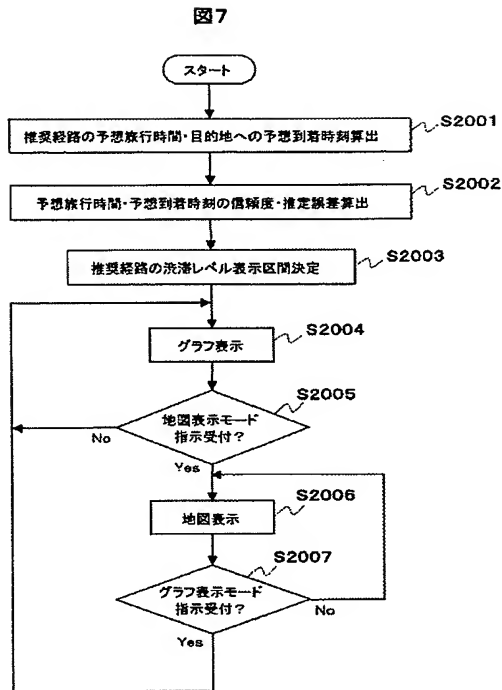 図7
スタート
推奨経路の予想旅行時間・目的地への予想到着時刻算出
S2001
予想旅行時間・予想到着時刻の信頼度・推定誤差算出
S2002
推奨経路の渋滞レベル表示区間決定
S2003
グラフ表示
S2004
地図表示モード
指示受付?
S2005
No
Yes
地図表示
S2006
グラフ表示モード
指示受付?
S2007
No
Yes